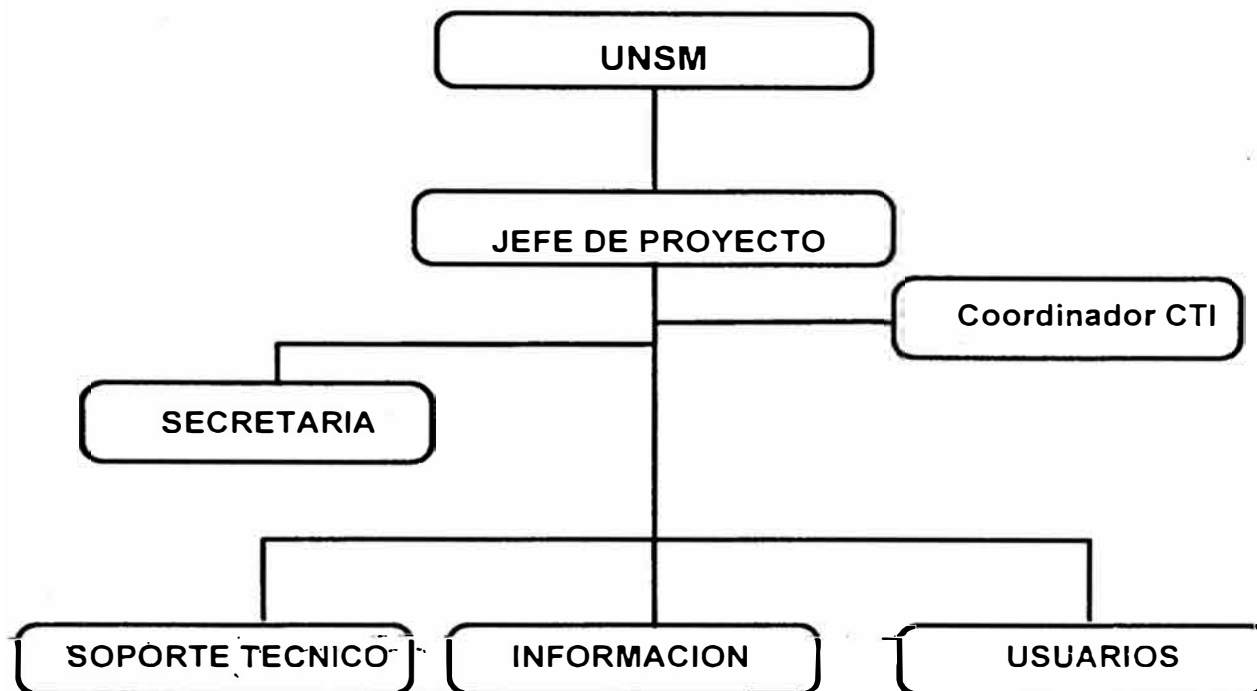 UNSM
JEFE DE PROYECTO
Coordinador CTI
SECRETARIA
SOPORTE TECNICO
INFORMACION
USUARIOS